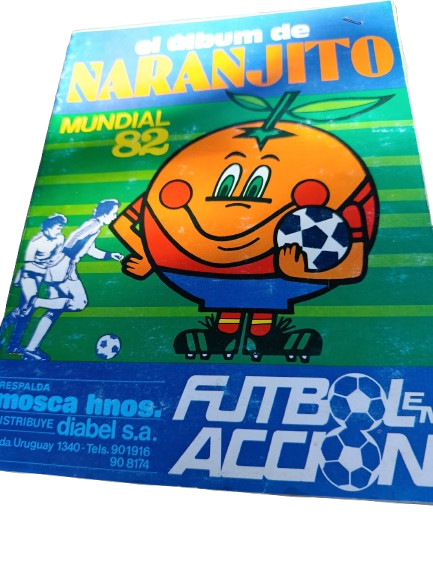 el álbum de
NARANJITO
MUNDIAL
82
RESPALDA
mosca hnos.
DISTRIBUYE diabel s.a.
da. Uruguay 1340 - Tels. 901916
90 8174
FUTBOL EN
ACCION